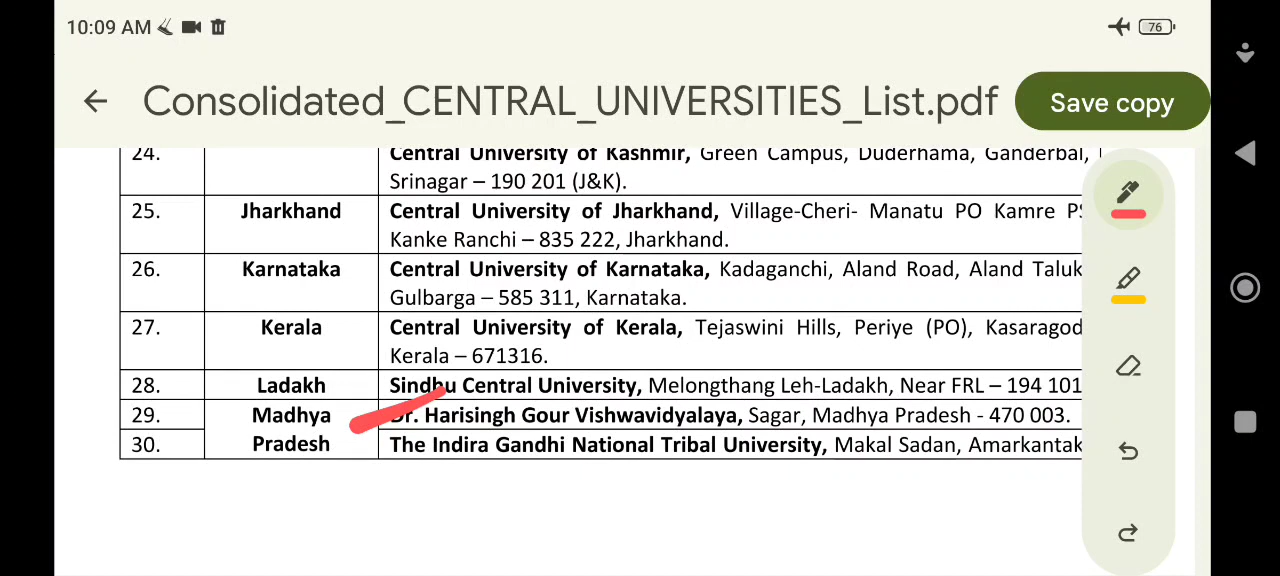 10:09 AM
76
Consolidated_CENTRAL_UNIVERSITIES_List.pdf
Save copy
24. Central University of Kashmir, Green Campus, Duderhama, Ganderbal,
Srinagar – 190 201 (J&K).
25. Jharkhand Central University of Jharkhand, Village-Cheri- Manatu PO Kamre PS
Kanke Ranchi – 835 222, Jharkhand.
26. Karnataka Central University of Karnataka, Kadaganchi, Aland Road, Aland Taluk
Gulbarga – 585 311, Karnataka.
27. Kerala Central University of Kerala, Tejaswini Hills, Periye (PO), Kasaragod
Kerala – 671316.
28. Ladakh Sindhu Central University, Melongthang Leh-Ladakh, Near FRL – 194 101
29. Madhya Dr. Harisingh Gour Vishwavidyalaya, Sagar, Madhya Pradesh - 470 003.
30. Pradesh The Indira Gandhi National Tribal University, Makal Sadan, Amarkantak